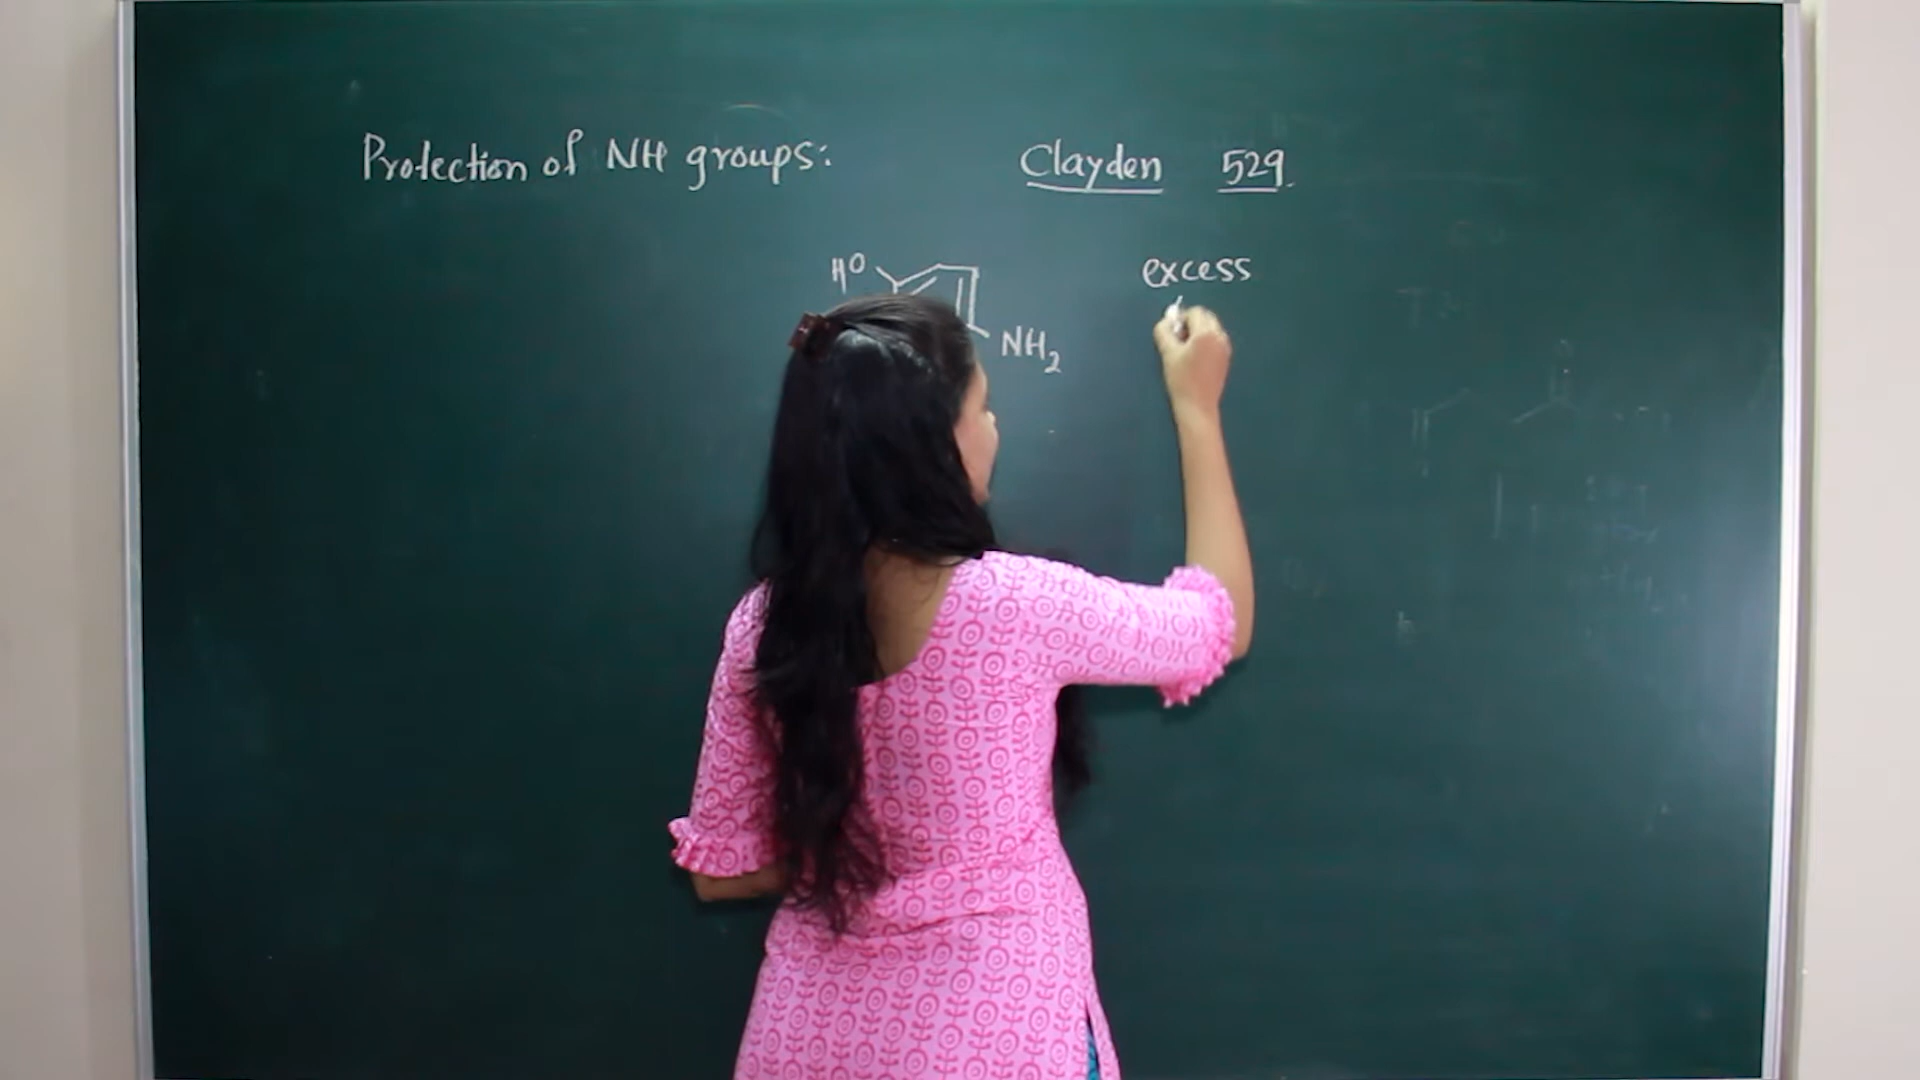 Protection of NH groups: Clayden 529.
HO excess
NH₂